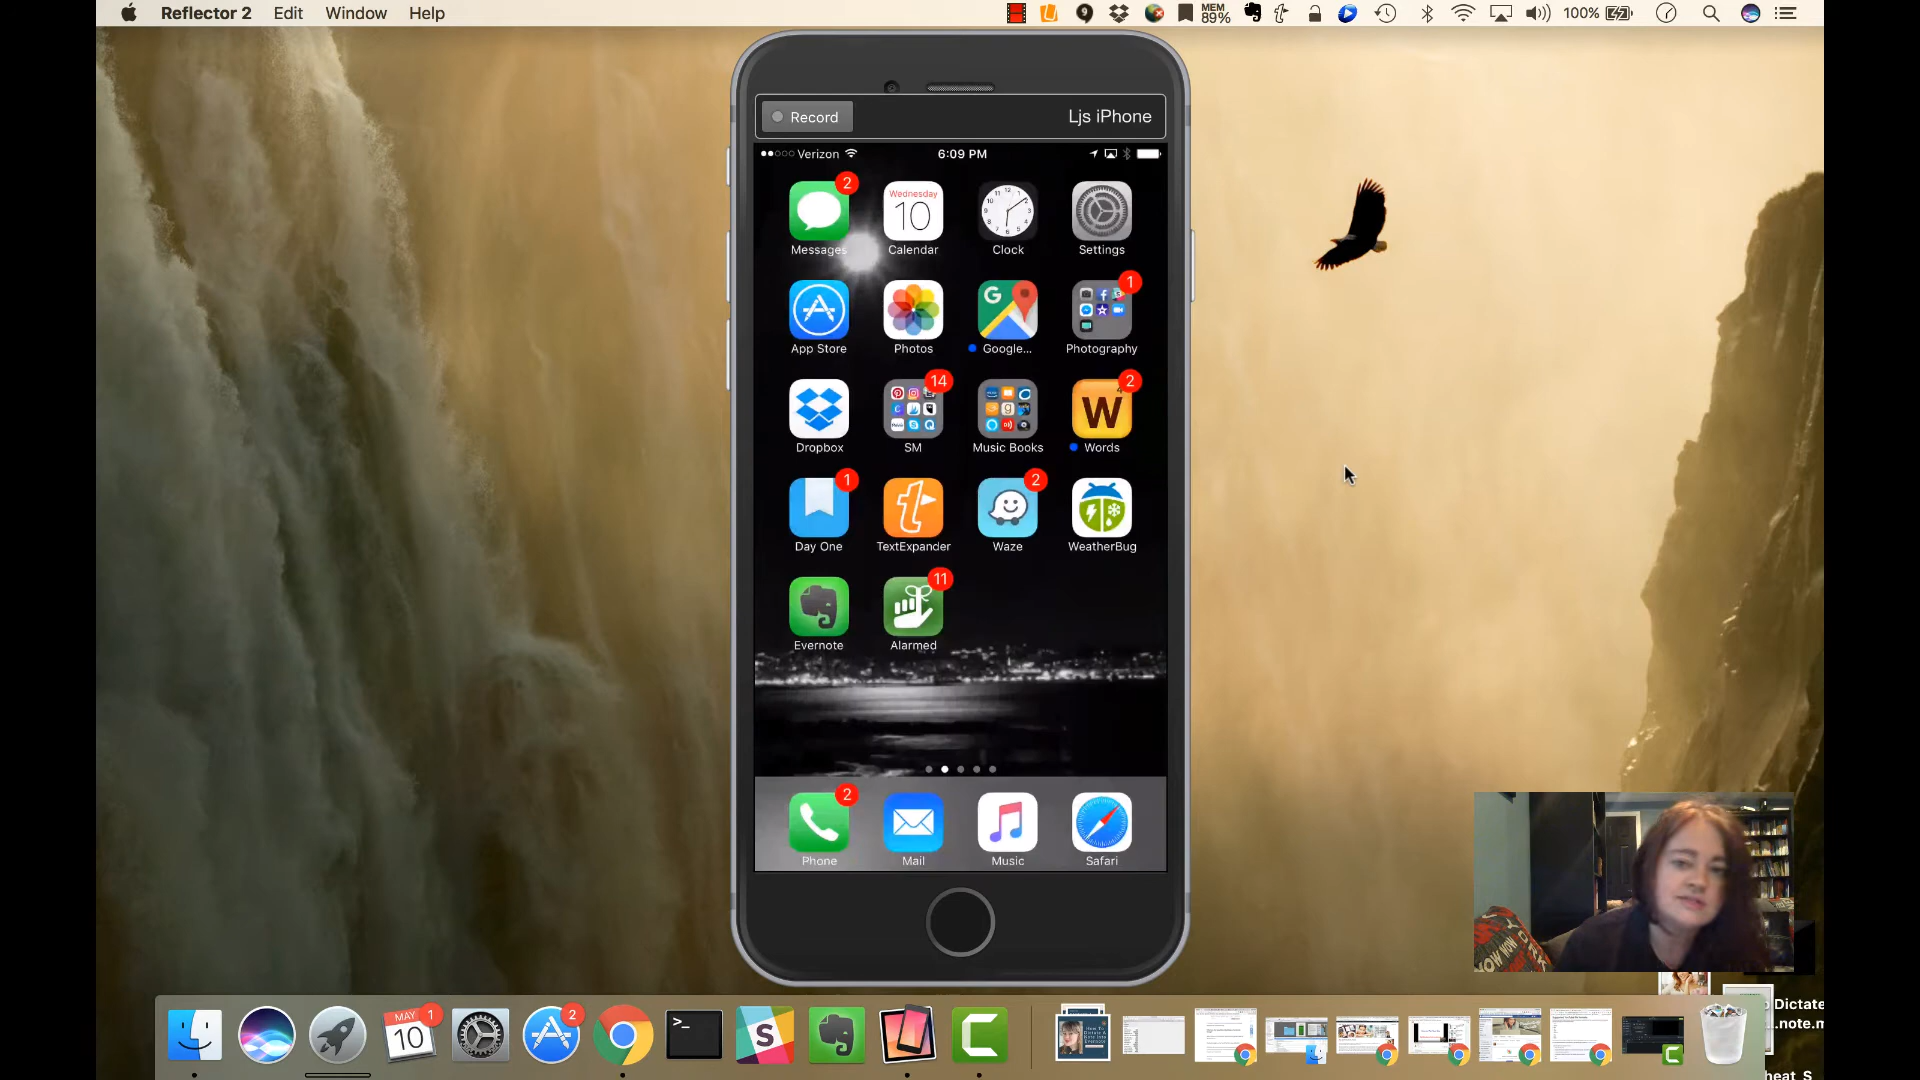 Reflector 2 Edit Window Help
9 MEM 89% 100%
Record Ljs iPhone
Verizon 6:09 PM
2 Wednesday 10
Messages Calendar Clock Settings
1
App Store Photos Google... Photography
14 2
W
Dropbox SM Music Books Words
1 2
Day One TextExpander Waze WeatherBug
11
Evernote Alarmed
2
Phone Mail Music Safari
MAY 10 1 2 >_ S C
Dictate
.note.m
heat_S